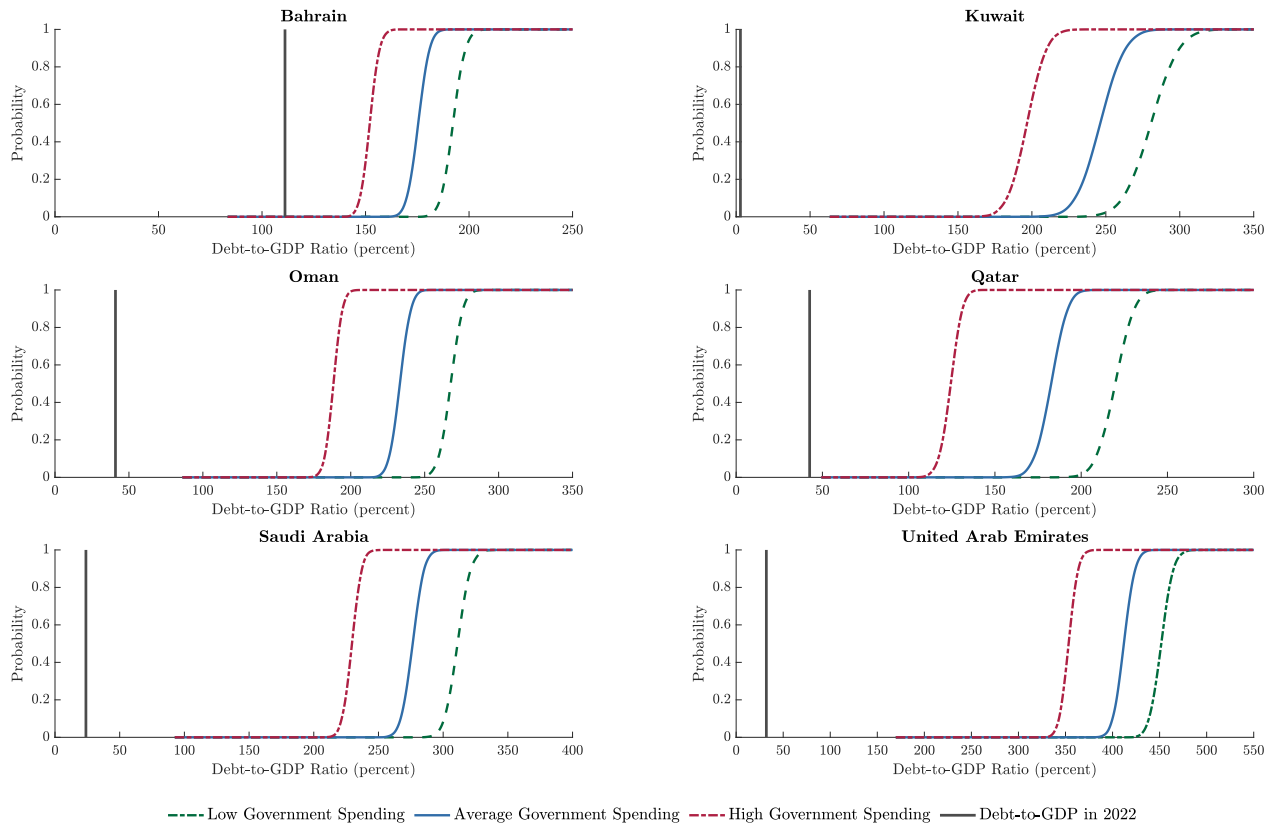 Bahrain
Probability
1
0.8
0.6
0.4
0.2
0
0 50 100 150 200 250
Debt-to-GDP Ratio (percent)
Kuwait
Probability
1
0.8
0.6
0.4
0.2
0
0 50 100 150 200 250 300 350
Debt-to-GDP Ratio (percent)
Oman
Probability
1
0.8
0.6
0.4
0.2
0
0 50 100 150 200 250 300 350
Debt-to-GDP Ratio (percent)
Qatar
Probability
1
0.8
0.6
0.4
0.2
0
0 50 100 150 200 250 300
Debt-to-GDP Ratio (percent)
Saudi Arabia
Probability
1
0.8
0.6
0.4
0.2
0
0 50 100 150 200 250 300 350 400
Debt-to-GDP Ratio (percent)
United Arab Emirates
Probability
1
0.8
0.6
0.4
0.2
0
0 50 100 150 200 250 300 350 400 450 500 550
Debt-to-GDP Ratio (percent)
Low Government Spending Average Government Spending High Government Spending Debt-to-GDP in 2022